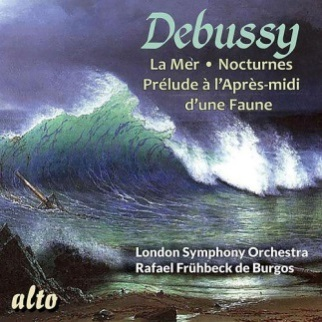 Debussy
La Mer • Nocturnes
Prélude à l'Après-midi
d'une Faune
London Symphony Orchestra
Rafael Frühbeck de Burgos
alto